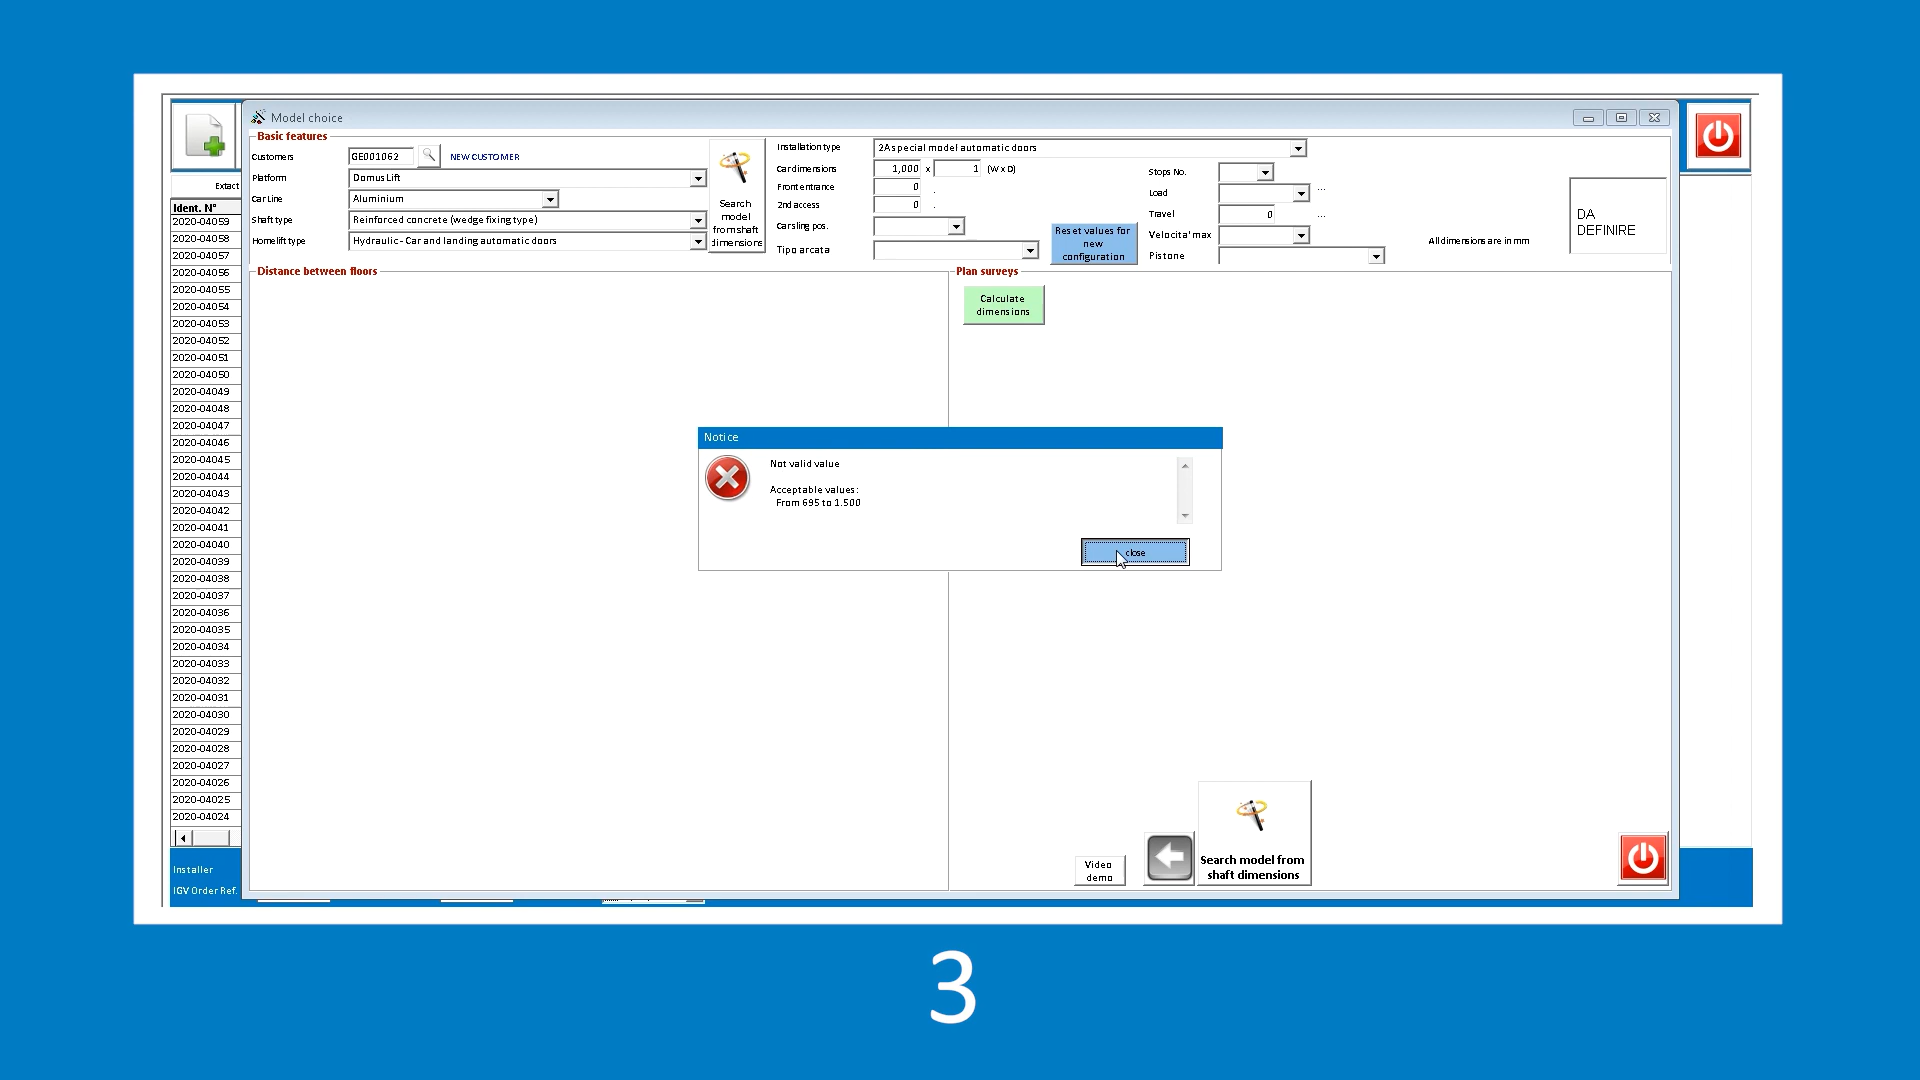 Model choice
Basic features
Customers
GE001062
NEW CUSTOMER
Platform
DomusLift
Car Line
Aluminium
Shaft type
Reinforced concrete (wedge fixing type)
Homelift type
Hydraulic - Car and landing automatic doors
Search
model
from shaft
dimensions
Installation type
2A special model automatic doors
Car dimensions
1,000 x 1 (W x D)
Front entrance
0 .
2nd access
0 .
Car sling pos.
Tipo arcata
Reset values for
new
configuration
Stops No.
Load
...
Travel
0
...
Velocita' max
Pistone
All dimensions are in mm
DA
DEFINIRE
Extact
Ident. N°
2020-04059
2020-04058
2020-04057
2020-04056
2020-04055
2020-04054
2020-04053
2020-04052
2020-04051
2020-04050
2020-04049
2020-04048
2020-04047
2020-04046
2020-04045
2020-04044
2020-04043
2020-04042
2020-04041
2020-04040
2020-04039
2020-04038
2020-04037
2020-04036
2020-04035
2020-04034
2020-04033
2020-04032
2020-04031
2020-04030
2020-04029
2020-04028
2020-04027
2020-04026
2020-04025
2020-04024
Installer
IGV Order Ref.
Distance between floors
Plan surveys
Calculate
dimensions
Notice
Not valid value
Acceptable values:
From 695 to 1.500
close
Video
demo
Search model from
shaft dimensions
3